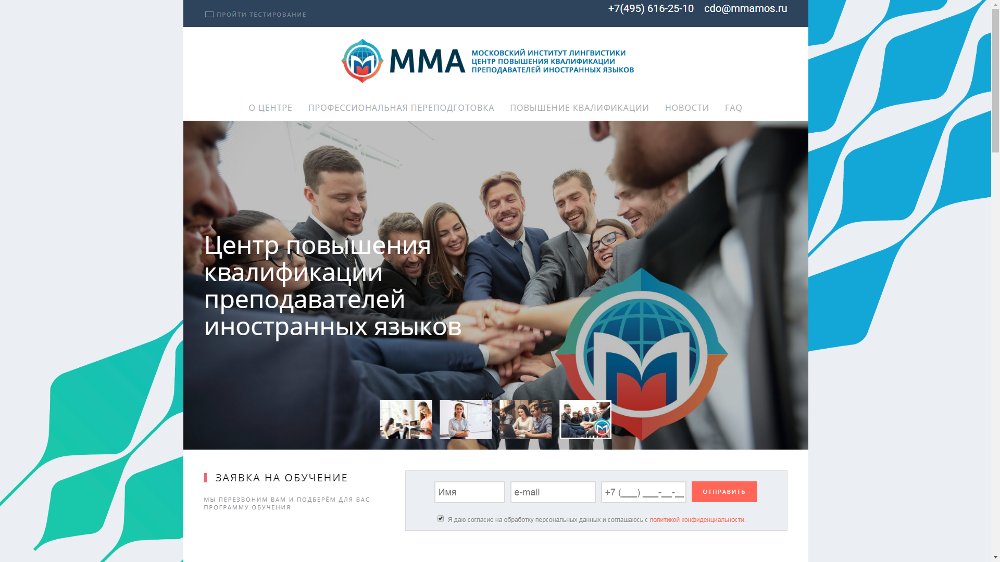 ПРОЙТИ ТЕСТИРОВАНИЕ
+7(495) 616-25-10 cdo@mmamos.ru
ММА
МОСКОВСКИЙ ИНСТИТУТ ЛИНГВИСТИКИ
ЦЕНТР ПОВЫШЕНИЯ КВАЛИФИКАЦИИ
ПРЕПОДАВАТЕЛЕЙ ИНОСТРАННЫХ ЯЗЫКОВ
О ЦЕНТРЕ ПРОФЕССИОНАЛЬНАЯ ПЕРЕПОДГОТОВКА ПОВЫШЕНИЕ КВАЛИФИКАЦИИ НОВОСТИ FAQ
Центр повышения
квалификации
преподавателей
иностранных языков
ЗАЯВКА НА ОБУЧЕНИЕ
МЫ ПЕРЕЗВОНИМ ВАМ И ПОДБЕРЁМ ДЛЯ ВАС
ПРОГРАММУ ОБУЧЕНИЯ
Имя e-mail +7 (___) ___-__-__ ОТПРАВИТЬ
Я даю согласие на обработку персональных данных и соглашаюсь с политикой конфиденциальности.